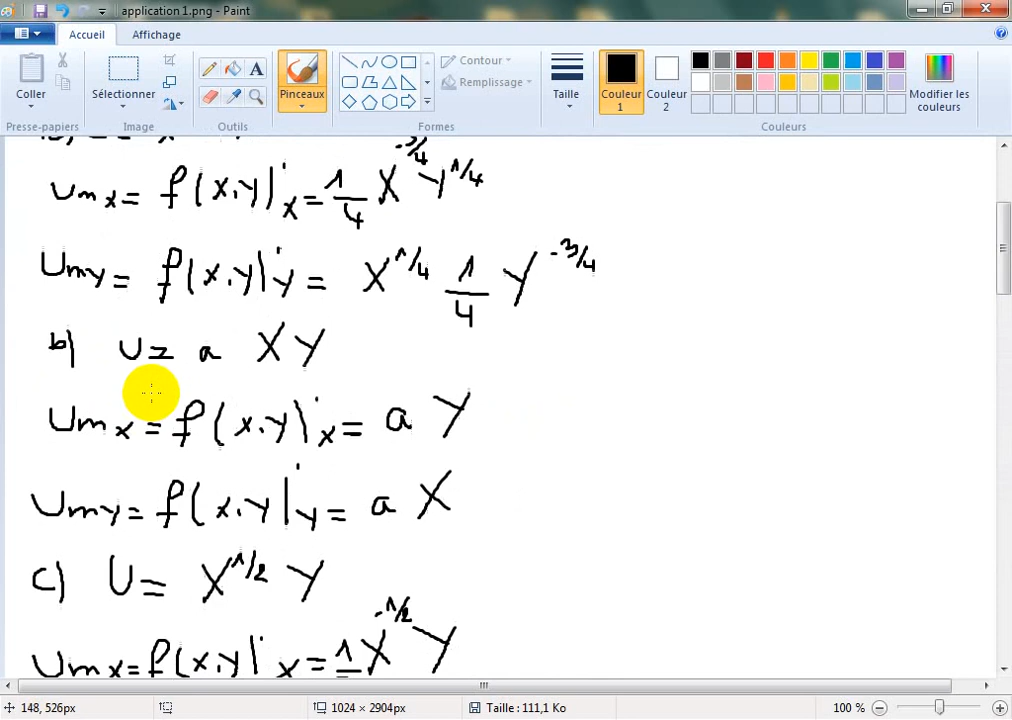 application 1.png - Paint
Accueil
Affichage
Coller
Sélectionner
A
Pinceaux
Contour
Remplissage
Taille
Couleur
1
Couleur
2
Modifier les
couleurs
Presse-papiers
Image
Outils
Formes
Couleurs
Umx = f(x,y)'x = 1/4 X^-3/4 Y^1/4
Umy = f(x,y)'y = X^1/4 1/4 Y^-3/4
b) U = a X Y
Umx = f(x,y)'x = a Y
Umy = f(x,y)'y = a X
c) U = X^1/2 Y
Umx = f(x,y)'x = 1 X^-1/2 Y
148, 526px
1024 × 2904px
Taille : 111,1 Ko
100 %